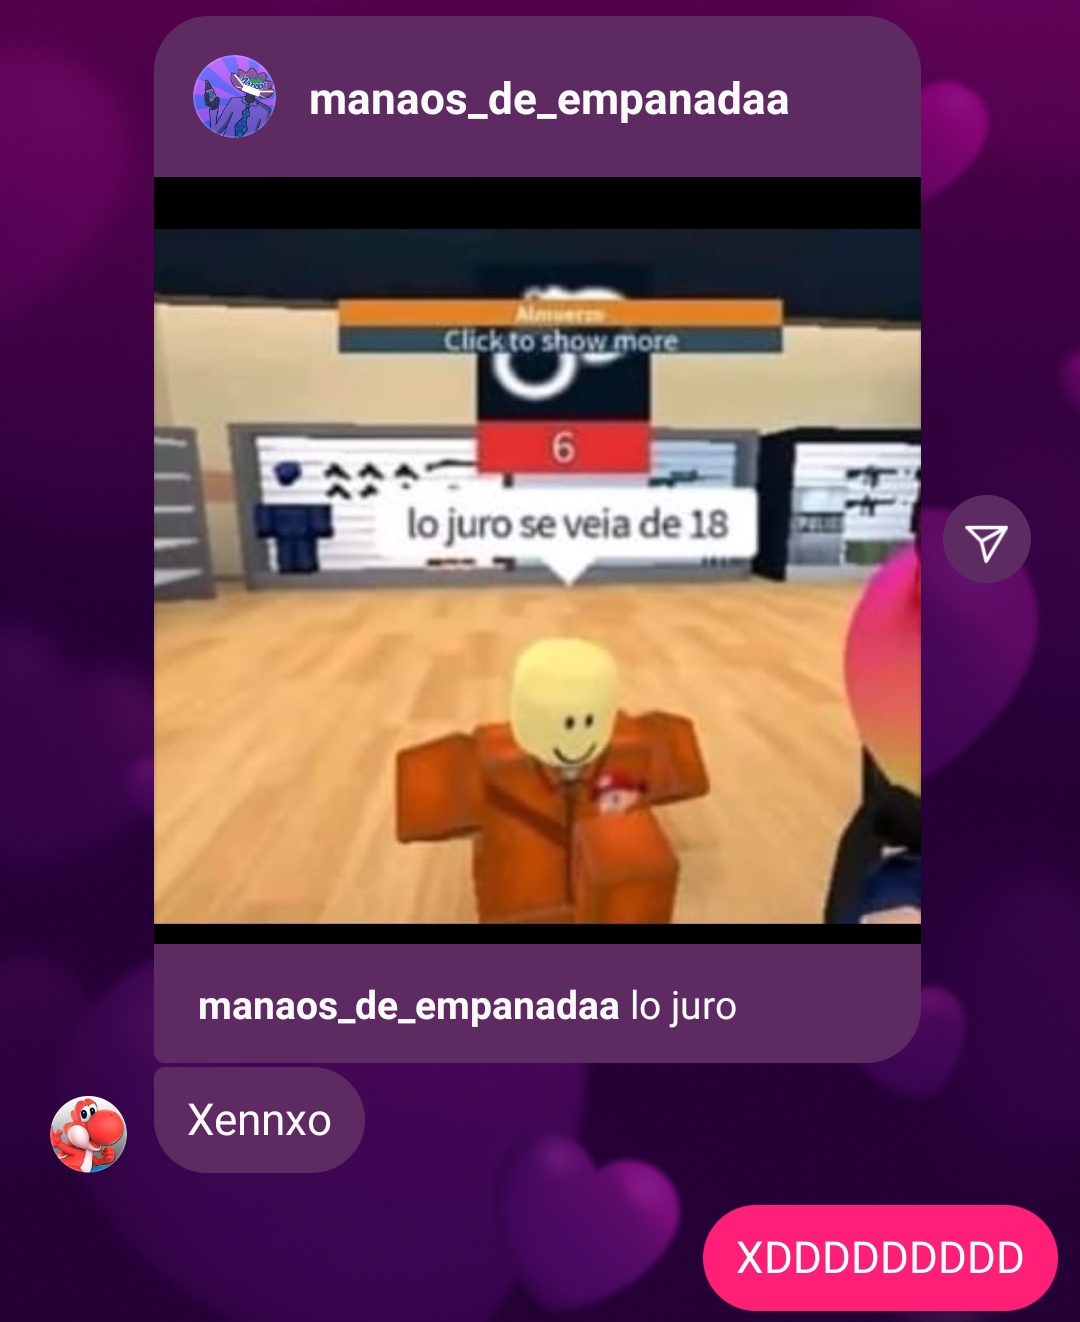 manaos_de_empanadaa
Almuerzo
Click to show more
6
lo juro se veia de 18
manaos_de_empanadaa lo juro
Xennxo
XDDDDDDDDD